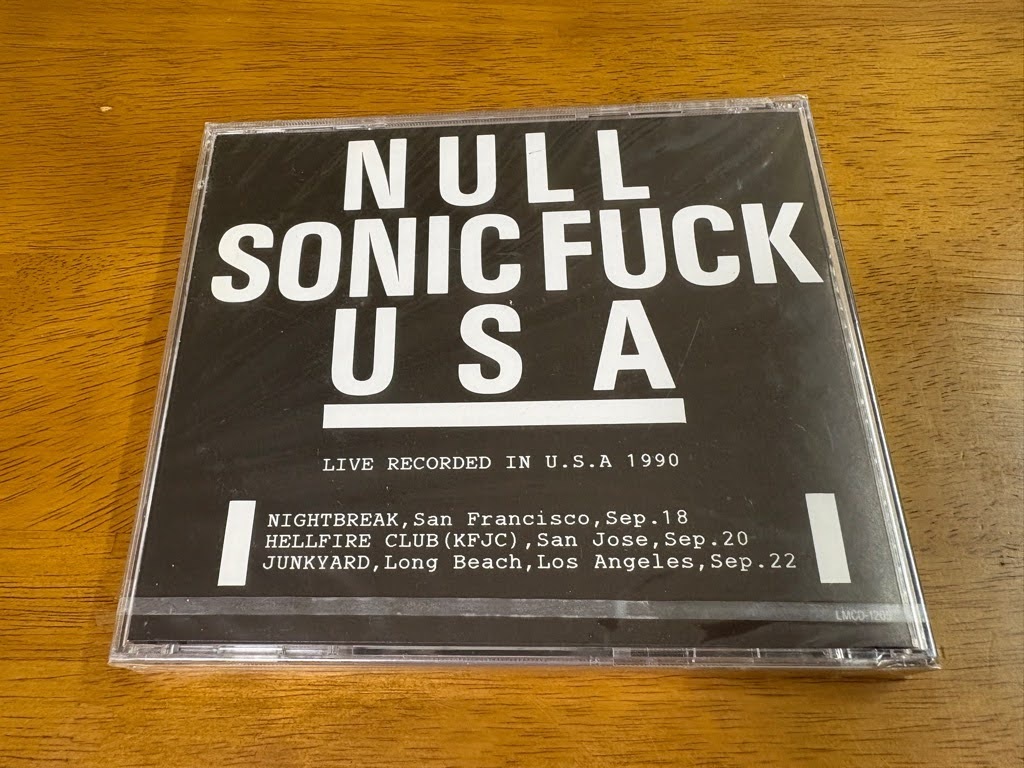 NULL
SONIC FUCK
USA
LIVE RECORDED IN U.S.A 1990
NIGHTBREAK,San Francisco,Sep.18
HELLFIRE CLUB(KFJC),San Jose,Sep.20
JUNKYARD,Long Beach,Los Angeles,Sep.22